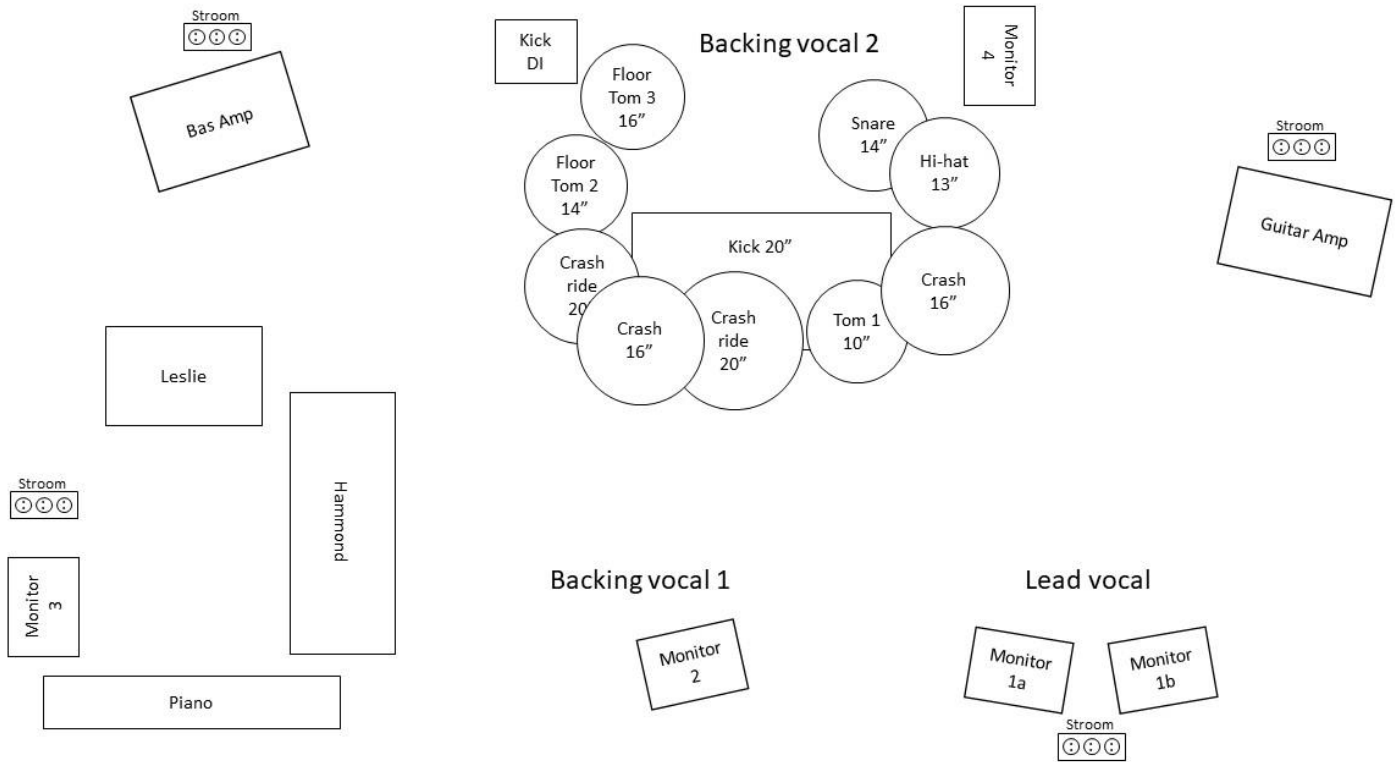 Stroom
Bas Amp
Kick
DI
Floor
Tom 3
16”
Backing vocal 2
Monitor
4
Snare
14”
Hi-hat
13”
Stroom
Guitar Amp
Floor
Tom 2
14”
Kick 20”
Crash
ride
20”
Crash
16”
Crash
ride
20”
Tom 1
10”
Crash
16”
Leslie
Hammond
Stroom
Monitor
3
Piano
Backing vocal 1
Monitor
2
Lead vocal
Monitor
1a
Monitor
1b
Stroom